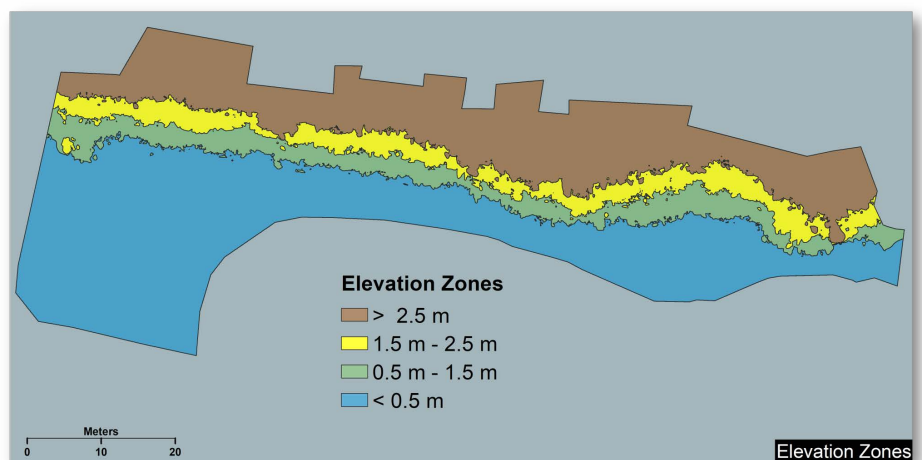 Elevation Zones
> 2.5 m
1.5 m - 2.5 m
0.5 m - 1.5 m
< 0.5 m
Meters
0 10 20
Elevation Zones